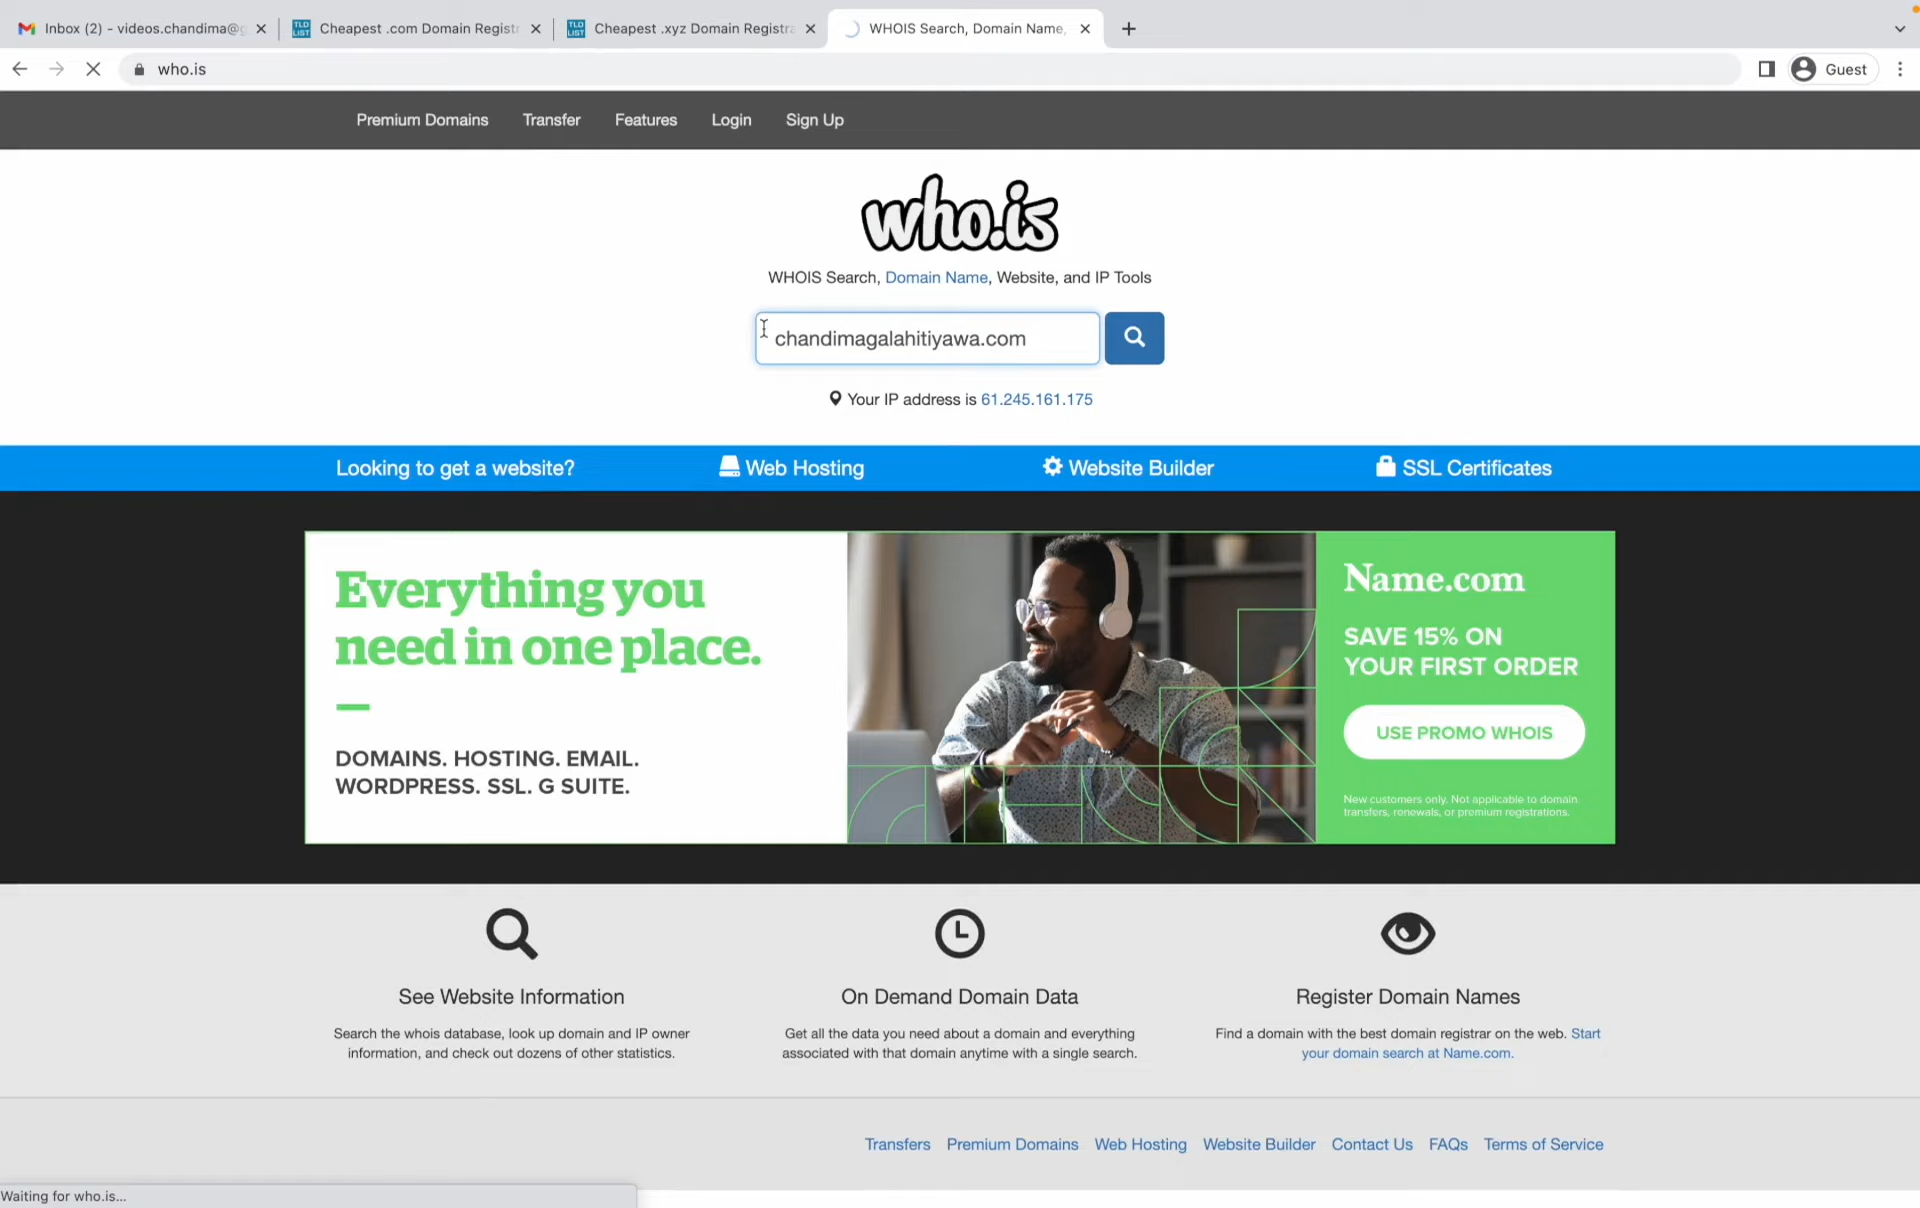 Inbox (2) - videos.chandima@g
Cheapest .com Domain Registr
Cheapest .xyz Domain Registra
WHOIS Search, Domain Name,
who.is
Guest
Premium Domains
Transfer
Features
Login
Sign Up
who.is
WHOIS Search, Domain Name, Website, and IP Tools
chandimagalahitiyawa.com
Your IP address is 61.245.161.175
Looking to get a website?
Web Hosting
Website Builder
SSL Certificates
Everything you
need in one place.
DOMAINS. HOSTING. EMAIL.
WORDPRESS. SSL. G SUITE.
Name.com
SAVE 15% ON
YOUR FIRST ORDER
USE PROMO WHOIS
New customers only. Not applicable to domain
transfers, renewals, or premium registrations.
See Website Information
Search the whois database, look up domain and IP owner
information, and check out dozens of other statistics.
On Demand Domain Data
Get all the data you need about a domain and everything
associated with that domain anytime with a single search.
Register Domain Names
Find a domain with the best domain registrar on the web. Start
your domain search at Name.com.
Transfers
Premium Domains
Web Hosting
Website Builder
Contact Us
FAQs
Terms of Service
Waiting for who.is...